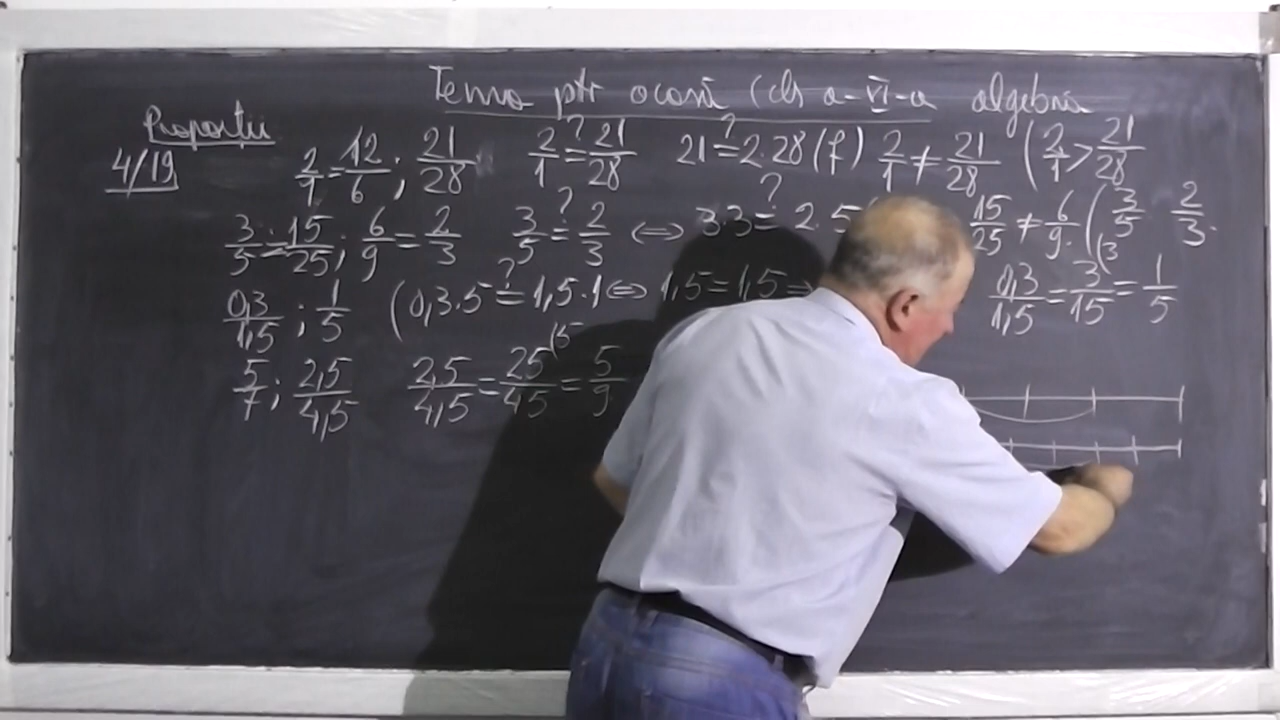 Tema ptr acasă (cls a-VI-a algebră
Proporții
4/19 2/1 = 12/6 ; 21/28 2/1 ?= 21/28 21 ?= 2.28 (f) 2/1 ≠ 21/28 (2/1 > 21/28
3/5 = 15/25 ; 6/9 = 2/3 3/5 ?= 2/3 ⇔ 3.3 ?= 2.5 15/25 ≠ 6/9 (3/5 2/3.
0,3/1,5 ; 1/5 (0,3.5 ?= 1,5.1 ⇔ 1,5 = 1,5 ⇒ 0,3/1,5 = 3/15 (3 = 1/5
5/7 ; 2,5/4,5 2,5/4,5 = 25/45 (5 = 5/9